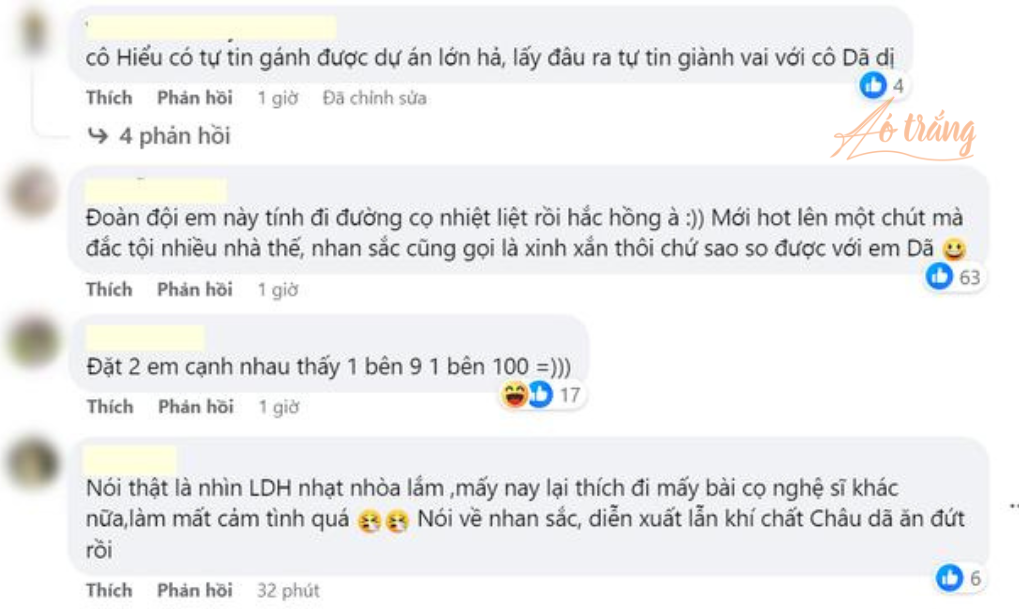 cô Hiểu có tự tin gánh được dự án lớn hả, lấy đâu ra tự tin giành vai với cô Dã dị
4
Thích Phản hồi 1 giờ Đã chỉnh sửa
Áo trắng
4 phản hồi
Đoàn đội em này tính đi đường cọ nhiệt liệt rồi hắc hồng à :)) Mới hot lên một chút mà
đắc tội nhiều nhà thế, nhan sắc cũng gọi là xinh xắn thôi chứ sao so được với em Dã 😀
63
Thích Phản hồi 1 giờ
Đặt 2 em cạnh nhau thấy 1 bên 9 1 bên 100 =)))
17
Thích Phản hồi 1 giờ
Nói thật là nhìn LDH nhạt nhòa lắm ,mấy nay lại thích đi mấy bài cọ nghệ sĩ khác
nữa,làm mất cảm tình quá 🤧🤧 Nói về nhan sắc, diễn xuất lẫn khí chất Châu dã ăn đứt
rồi
6
Thích Phản hồi 32 phút